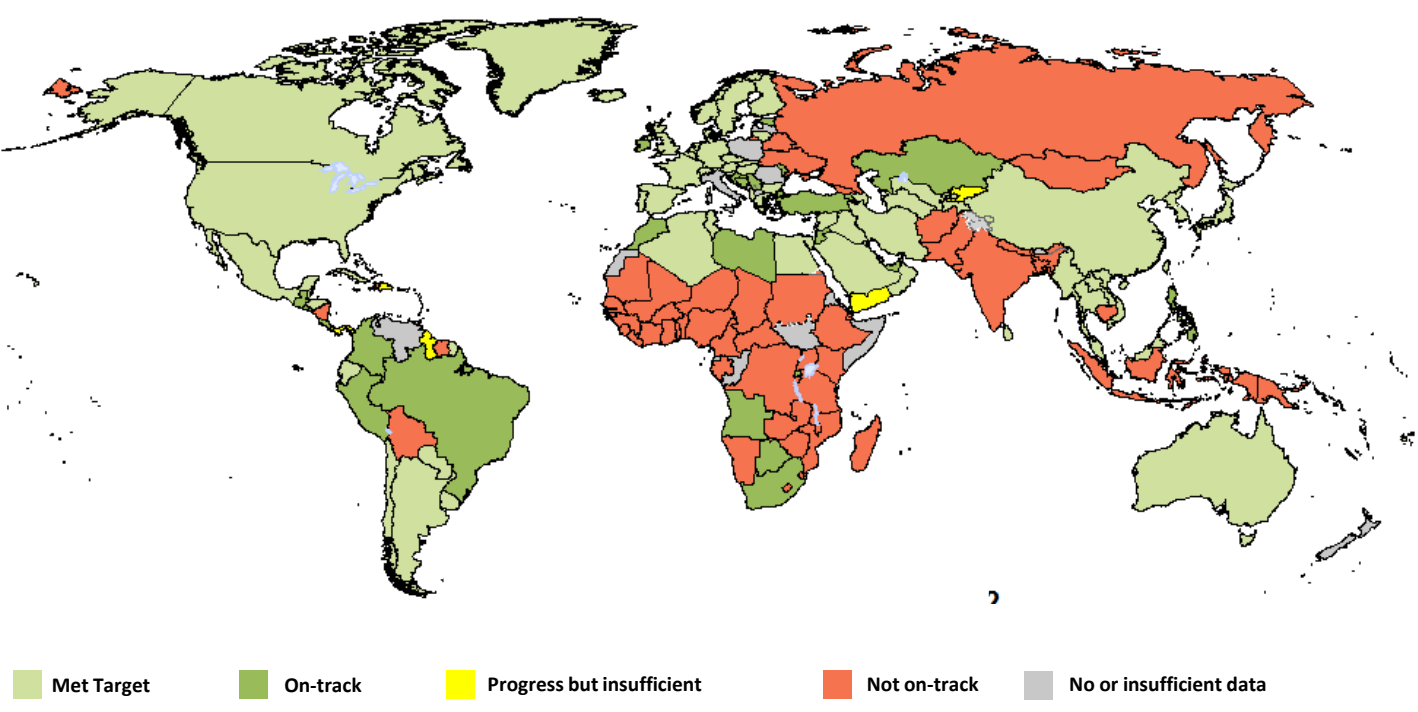 Met Target
On-track
Progress but insufficient
Not on-track
No or insufficient data